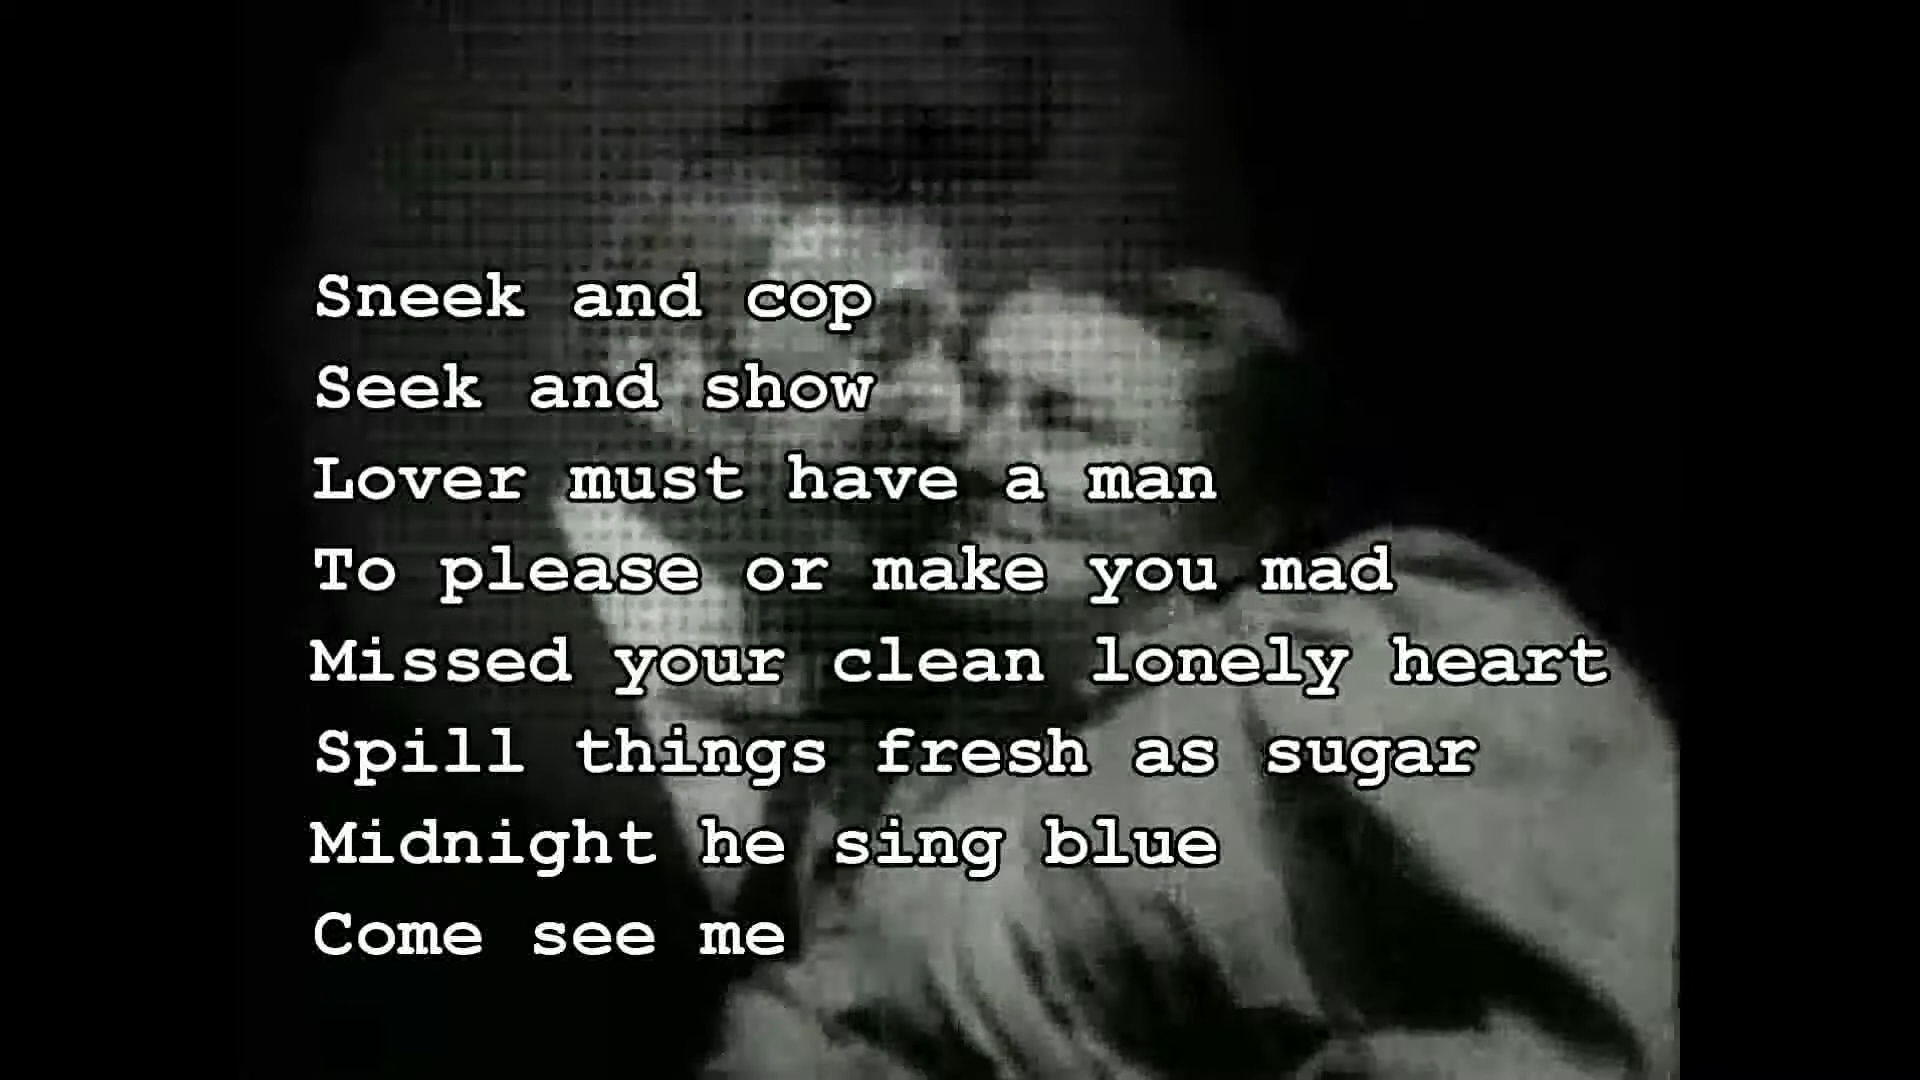 Sneek and cop
Seek and show
Lover must have a man
To please or make you mad
Missed your clean lonely heart
Spill things fresh as sugar
Midnight he sing blue
Come see me